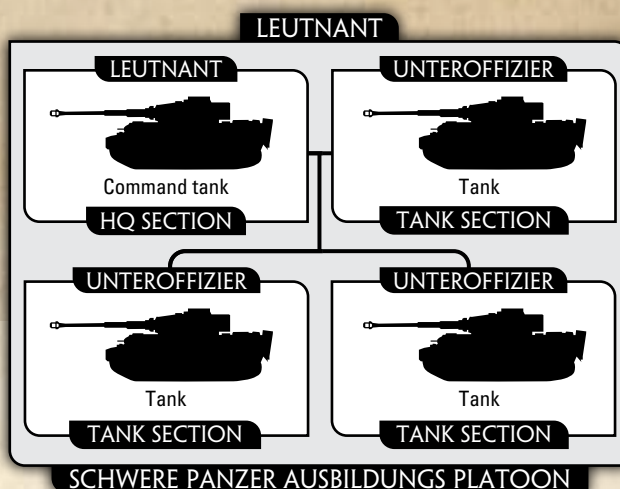 LEUTNANT
LEUTNANT
Command tank
HQ SECTION
UNTEROFFIZIER
Tank
TANK SECTION
UNTEROFFIZIER
Tank
TANK SECTION
UNTEROFFIZIER
Tank
TANK SECTION
SCHWERE PANZER AUSBILDUNGS PLATOON